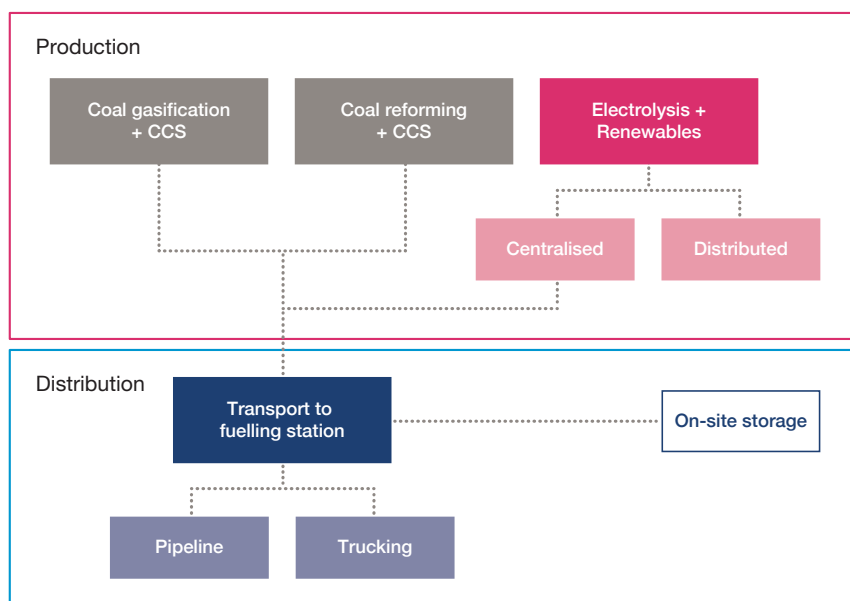 Production
Coal gasification
+ CCS
Coal reforming
+ CCS
Electrolysis +
Renewables
Centralised
Distributed
Distribution
Transport to
fuelling station
On-site storage
Pipeline
Trucking